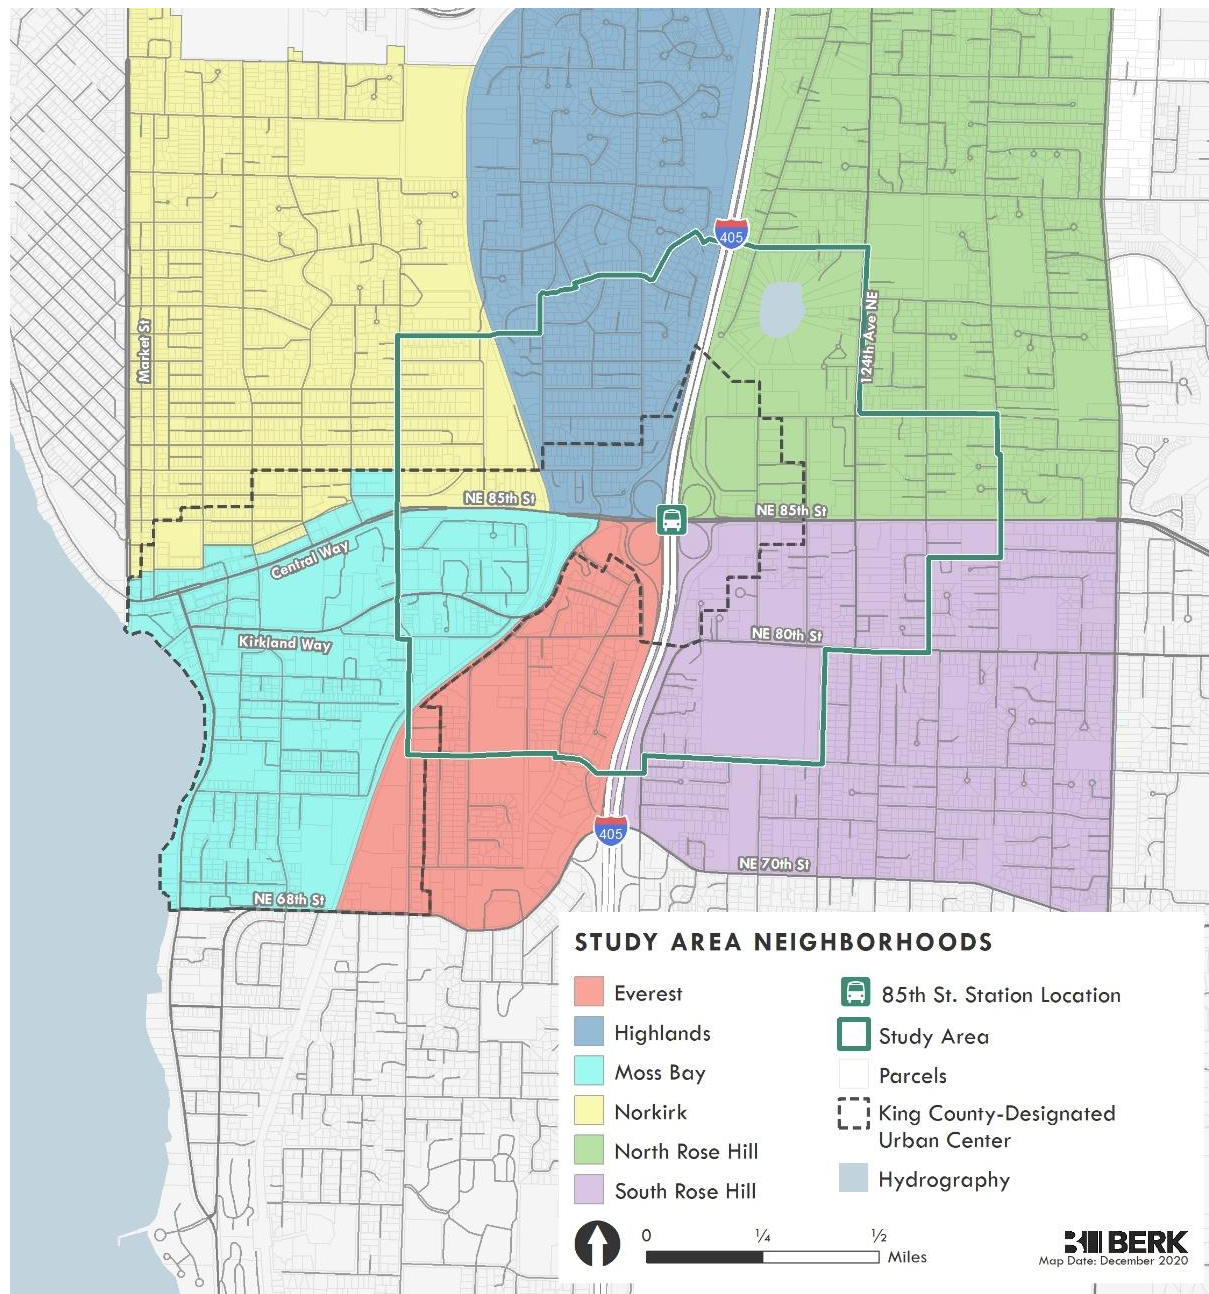 405
124th Ave NE
Market St
NE 85th St
NE 85th St
Central Way
NE 80th St
Kirkland Way
405
NE 70th St
NE 68th St
STUDY AREA NEIGHBORHOODS
Everest
Highlands
Moss Bay
Norkirk
North Rose Hill
South Rose Hill
85th St. Station Location
Study Area
Parcels
King County-Designated
Urban Center
Hydrography
0 ¼ ½
Miles
BERK
Map Date: December 2020